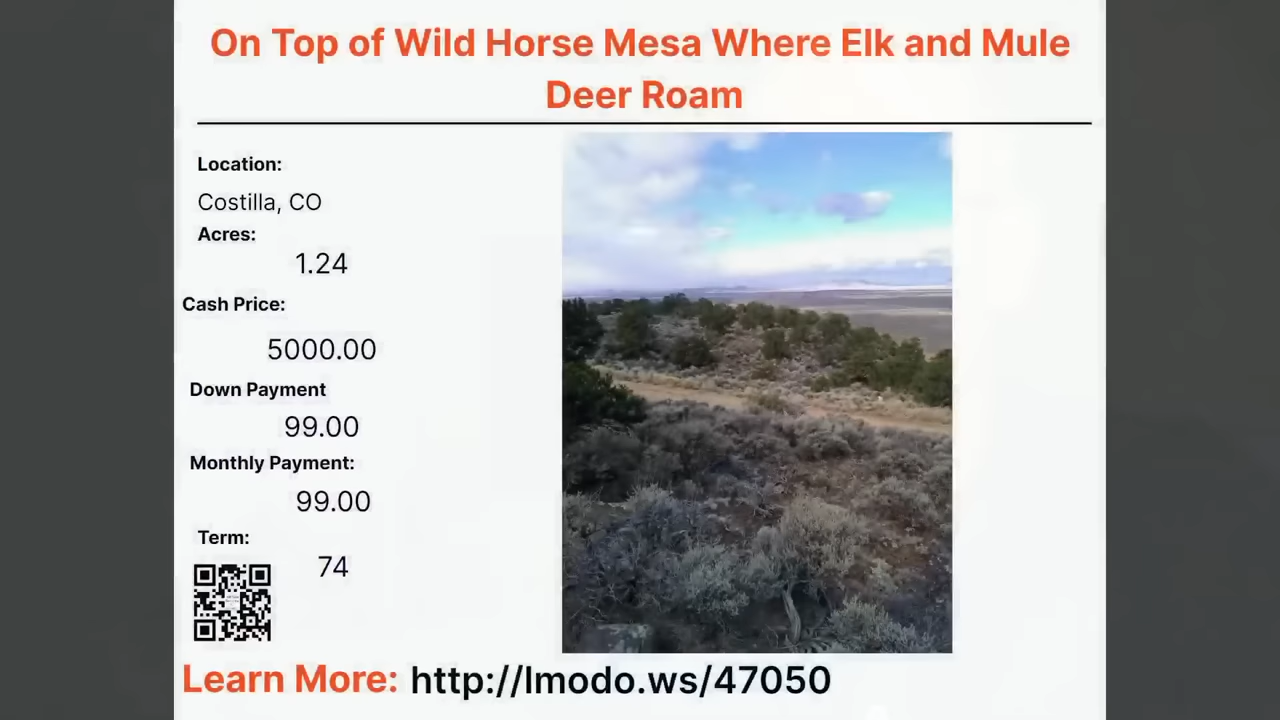 On Top of Wild Horse Mesa Where Elk and Mule
Deer Roam
Location:
Costilla, CO
Acres:
1.24
Cash Price:
5000.00
Down Payment
99.00
Monthly Payment:
99.00
Term:
74
Learn More: http://lmodo.ws/47050